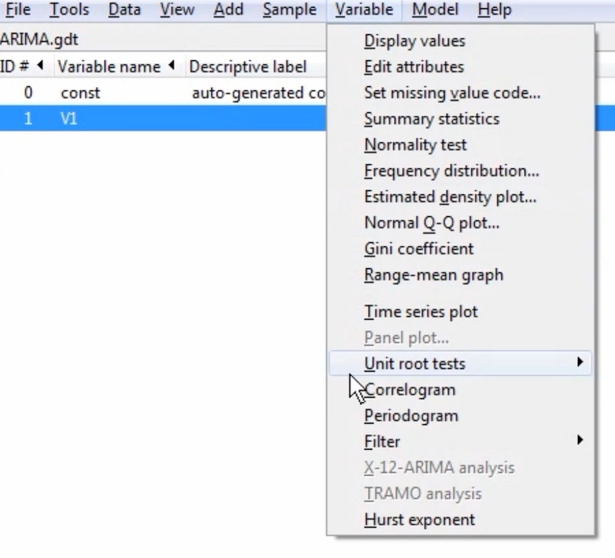 File Tools Data View Add Sample Variable Model Help
ARIMA.gdt
ID # Variable name Descriptive label
0 const auto-generated co
1 V1
Display values
Edit attributes
Set missing value code...
Summary statistics
Normality test
Frequency distribution...
Estimated density plot...
Normal Q-Q plot...
Gini coefficient
Range-mean graph
Time series plot
Panel plot...
Unit root tests
Correlogram
Periodogram
Filter
X-12-ARIMA analysis
TRAMO analysis
Hurst exponent